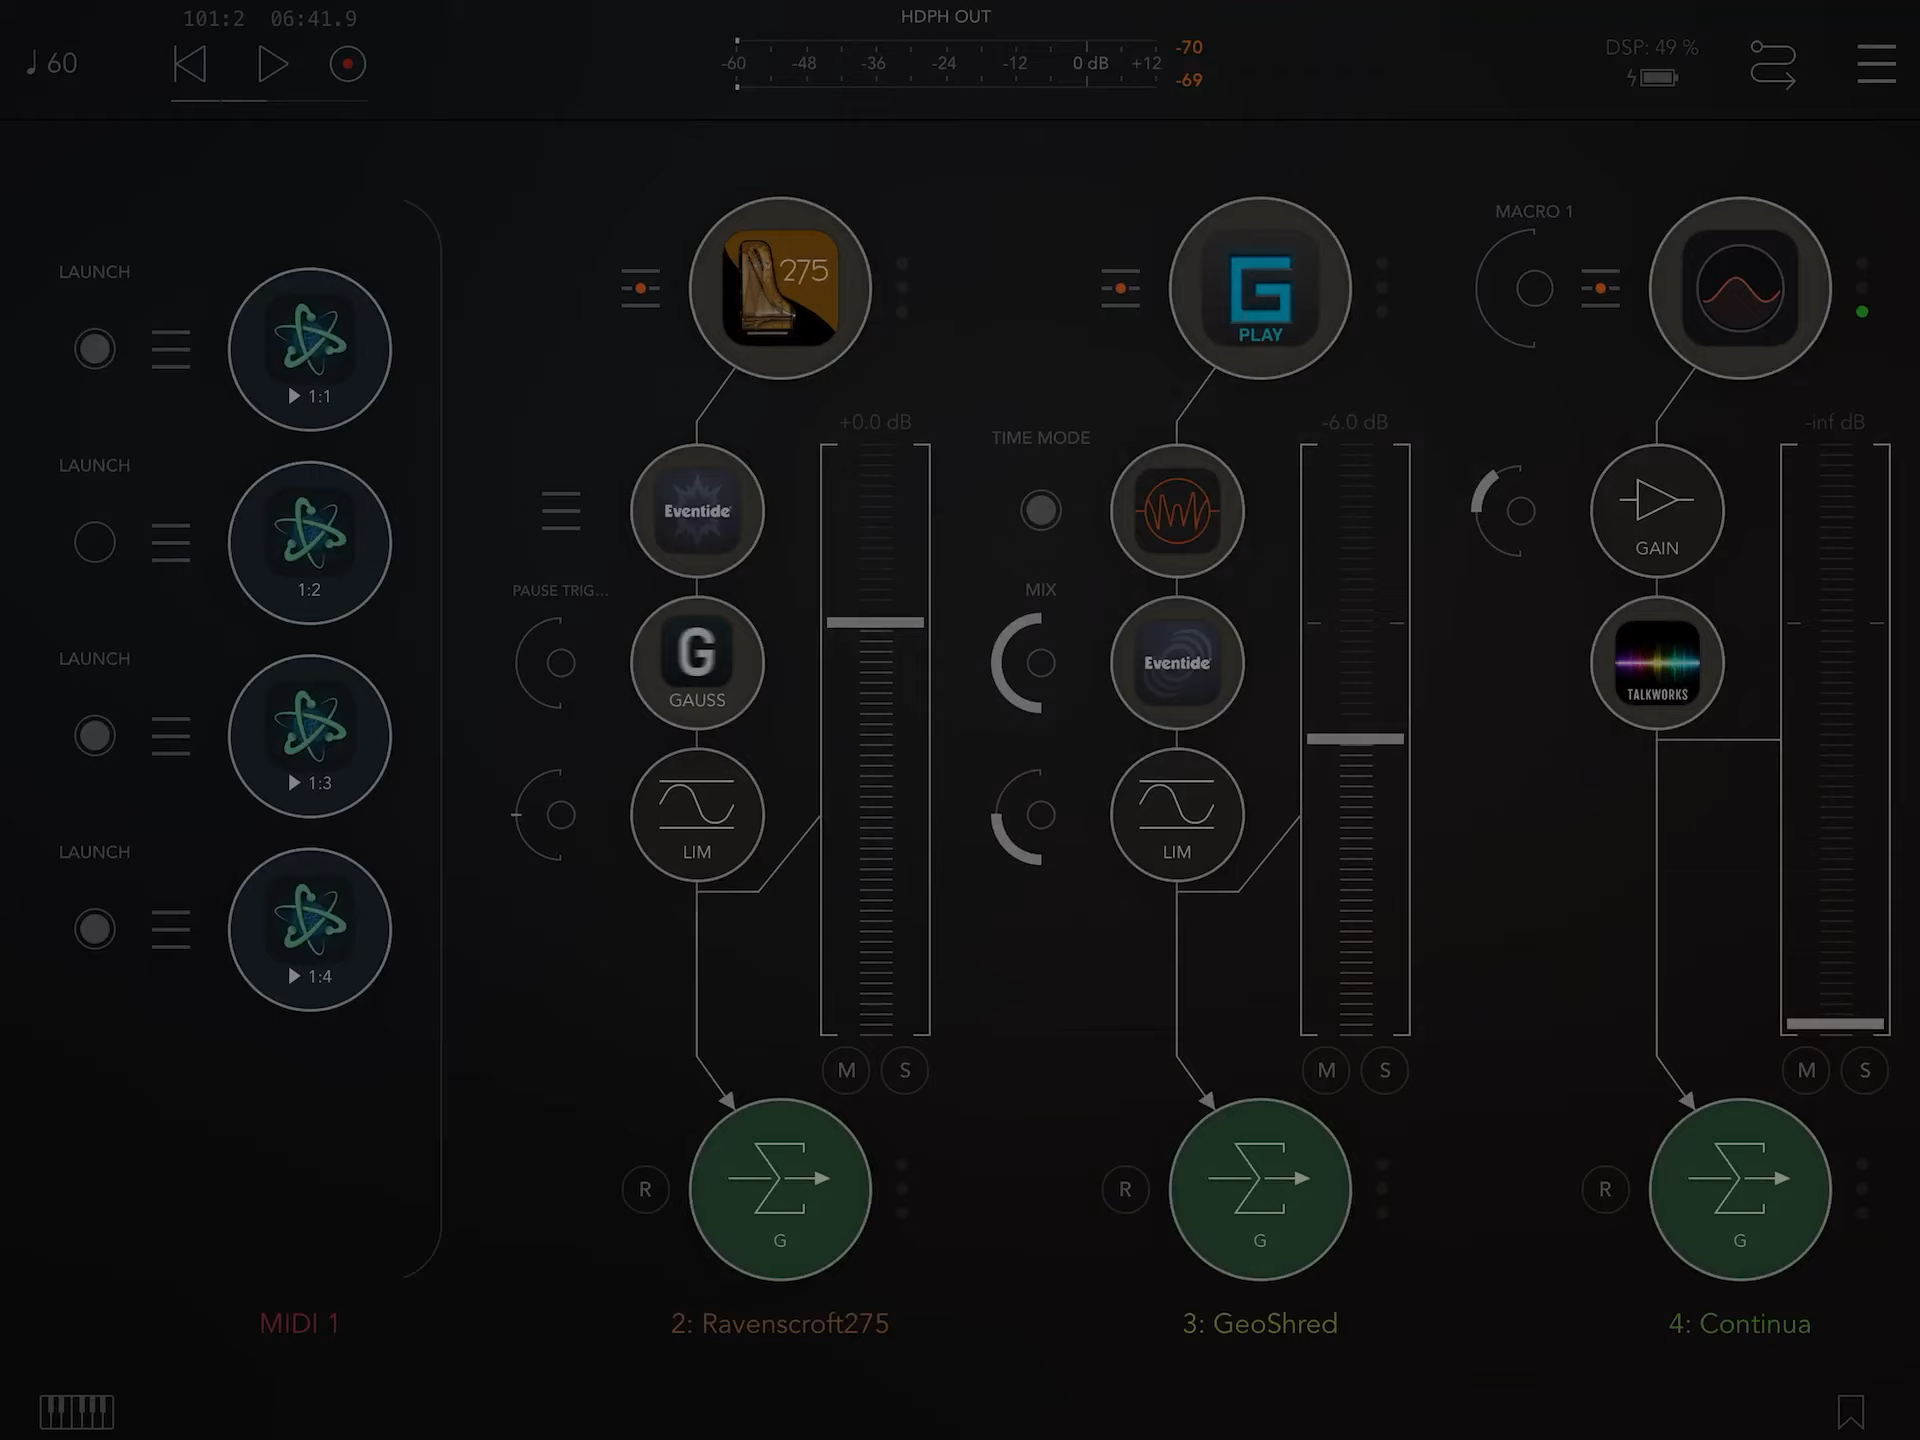 101:2 06:41.9
♩60
HDPH OUT
-60 -48 -36 -24 -12 0 dB +12
-70
-69
DSP: 49 %
LAUNCH
1:1
LAUNCH
1:2
LAUNCH
1:3
LAUNCH
1:4
MIDI 1
275
+0.0 dB
Eventide
PAUSE TRIG...
G
GAUSS
LIM
M S
R
G
2: Ravenscroft275
G
PLAY
-6.0 dB
TIME MODE
MIX
Eventide
LIM
M S
R
G
3: GeoShred
MACRO 1
-inf dB
GAIN
TALKWORKS
M S
R
G
4: Continua